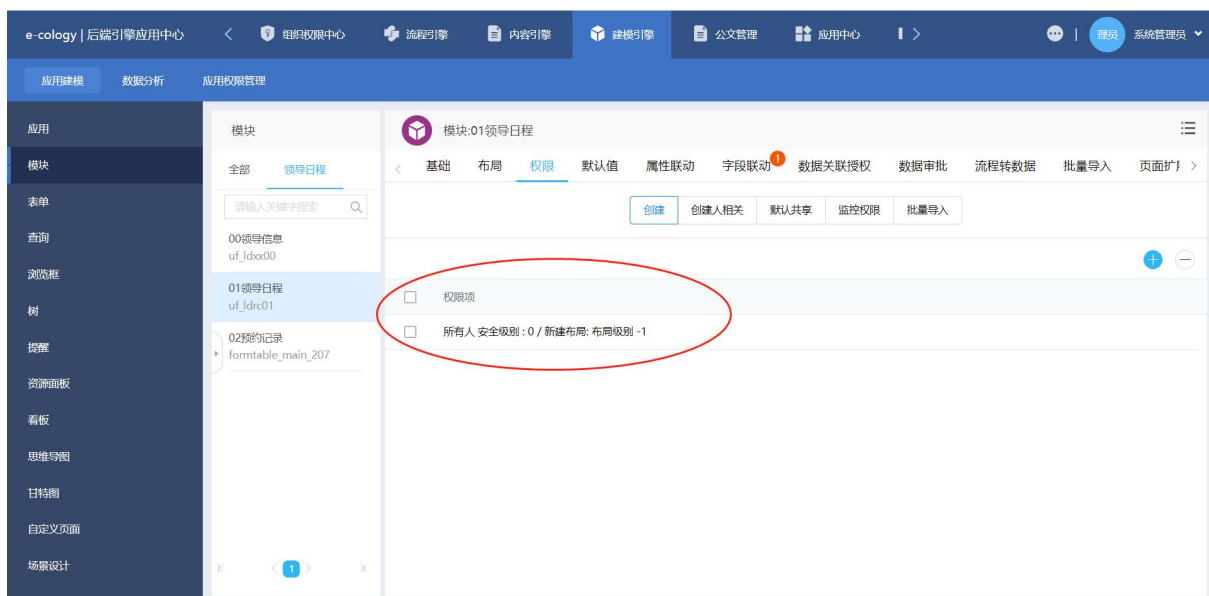 e-cology | 后端引擎应用中心 < 组织权限中心 流程引擎 内容引擎 建模引擎 公文管理 应用中心 > | 理员 系统管理员
应用建模 数据分析 应用权限管理
应用
模块
表单
查询
浏览框
树
提醒
资源面板
看板
思维导图
甘特图
自定义页面
场景设计
模块
全部 领导日程
请输入关键字搜索
00领导信息
uf_ldxx00
01领导日程
uf_ldrc01
02预约记录
formtable_main_207
1
模块:01领导日程
基础 布局 权限 默认值 属性联动 字段联动 1 数据关联授权 数据审批 流程转数据 批量导入 页面扩
创建 创建人相关 默认共享 监控权限 批量导入
权限项
所有人 安全级别 : 0 / 新建布局: 布局级别 -1